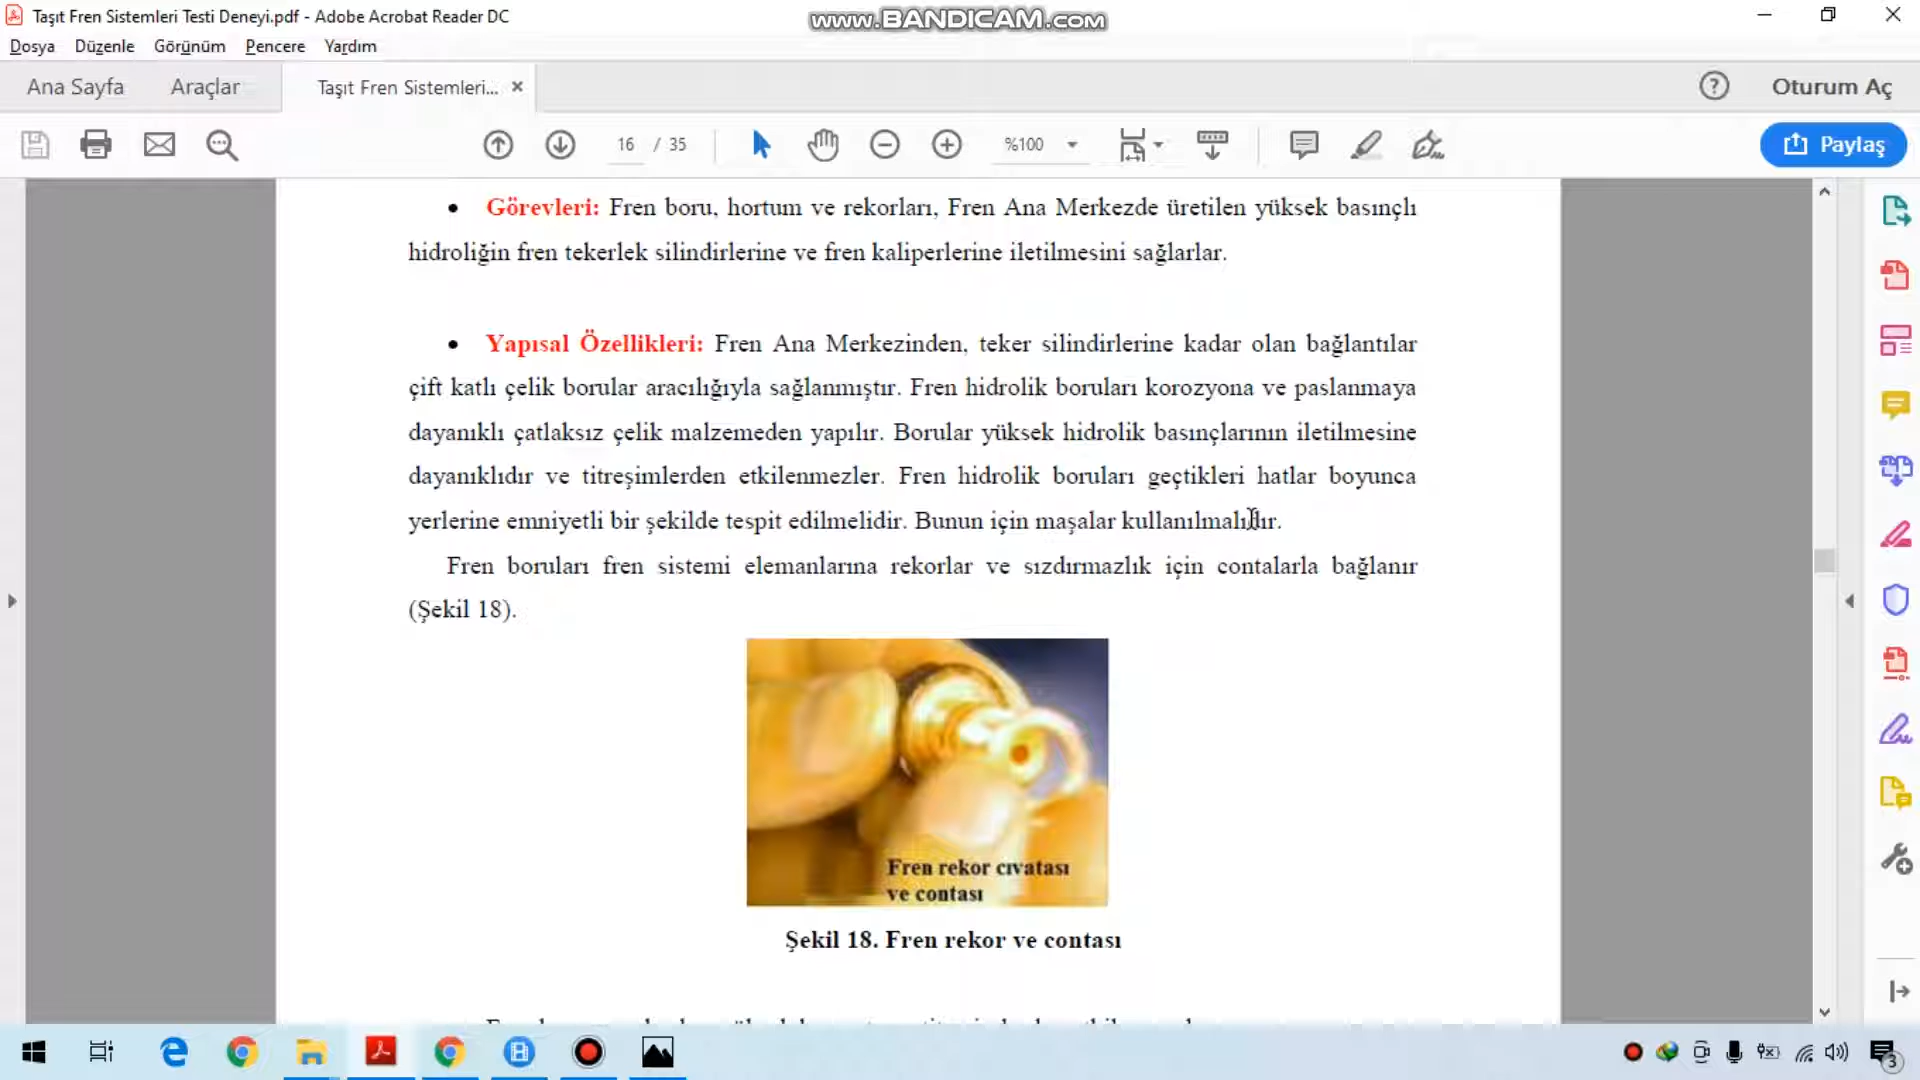 Taşıt Fren Sistemleri Testi Deneyi.pdf - Adobe Acrobat Reader DC
www.BANDICAM.com
Dosya Düzenle Görünüm Pencere Yardım
Ana Sayfa Araçlar Taşıt Fren Sistemleri... Oturum Aç
16 / 35 %100 Paylaş
• Görevleri: Fren boru, hortum ve rekorları, Fren Ana Merkezde üretilen yüksek basınçlı
hidroliğin fren tekerlek silindirlerine ve fren kaliperlerine iletilmesini sağlarlar.
• Yapısal Özellikleri: Fren Ana Merkezinden, teker silindirlerine kadar olan bağlantılar
çift katlı çelik borular aracılığıyla sağlanmıştır. Fren hidrolik boruları korozyona ve paslanmaya
dayanıklı çatlaksız çelik malzemeden yapılır. Borular yüksek hidrolik basınçlarının iletilmesine
dayanıklıdır ve titreşimlerden etkilenmezler. Fren hidrolik boruları geçtikleri hatlar boyunca
yerlerine emniyetli bir şekilde tespit edilmelidir. Bunun için maşalar kullanılmalıdır.
Fren boruları fren sistemi elemanlarına rekorlar ve sızdırmazlık için contalarla bağlanır
(Şekil 18).
Fren rekor cıvatası
ve contası
Şekil 18. Fren rekor ve contası
3